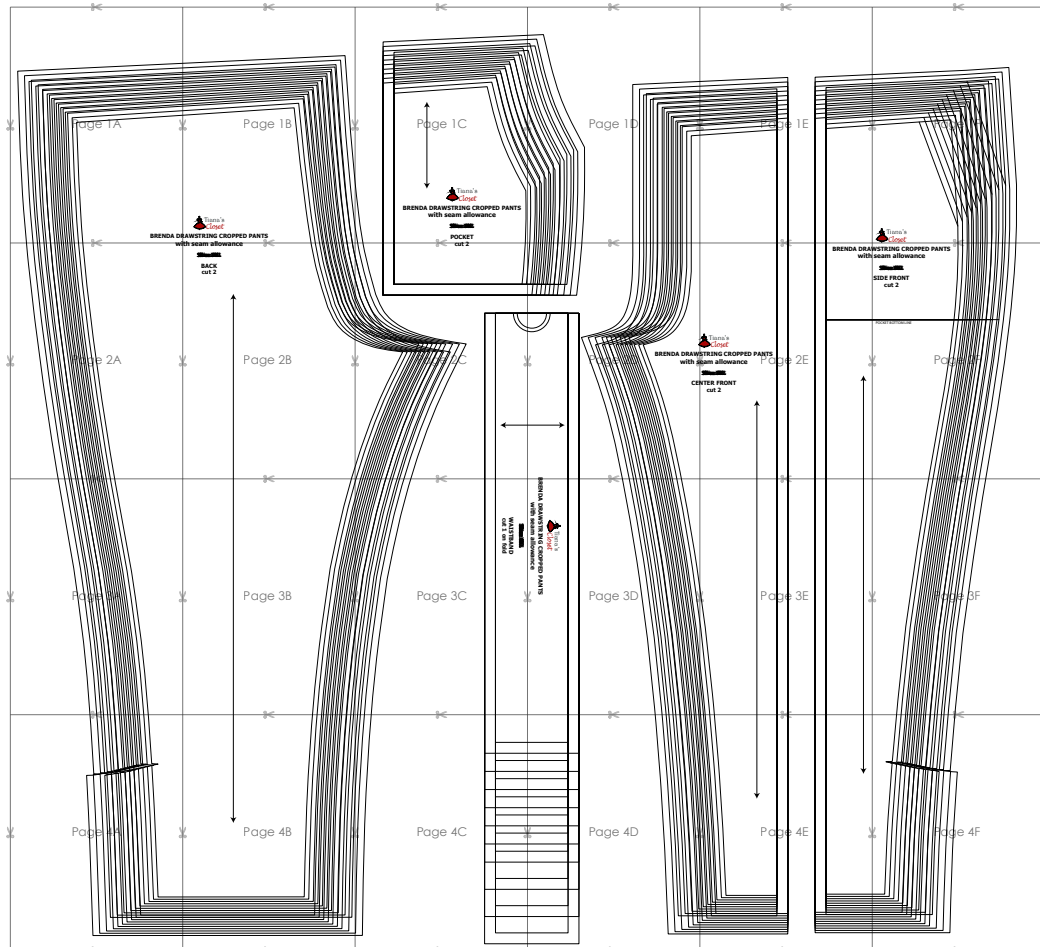 Page 1A
Page 1B
Page 1C
Page 1D
Page 1E
Tiana's
Closet
BRENDA DRAWSTRING CROPPED PANTS
with seam allowance
BACK
cut 2
Tiana's
Closet
BRENDA DRAWSTRING CROPPED PANTS
with seam allowance
POCKET
cut 2
Tiana's
Closet
BRENDA DRAWSTRING CROPPED PANTS
with seam allowance
SIDE FRONT
cut 2
POCKET BOTTOM LINE
Page 2A
Page 2B
Page 2E
Tiana's
Closet
BRENDA DRAWSTRING CROPPED PANTS
with seam allowance
CENTER FRONT
cut 2
Tiana's
Closet
BRENDA DRAWSTRING CROPPED PANTS
with seam allowance
WAISTBAND
cut 1 on fold
Page 3B
Page 3C
Page 3D
Page 3E
Page 3F
Page 4A
Page 4B
Page 4C
Page 4D
Page 4E
Page 4F